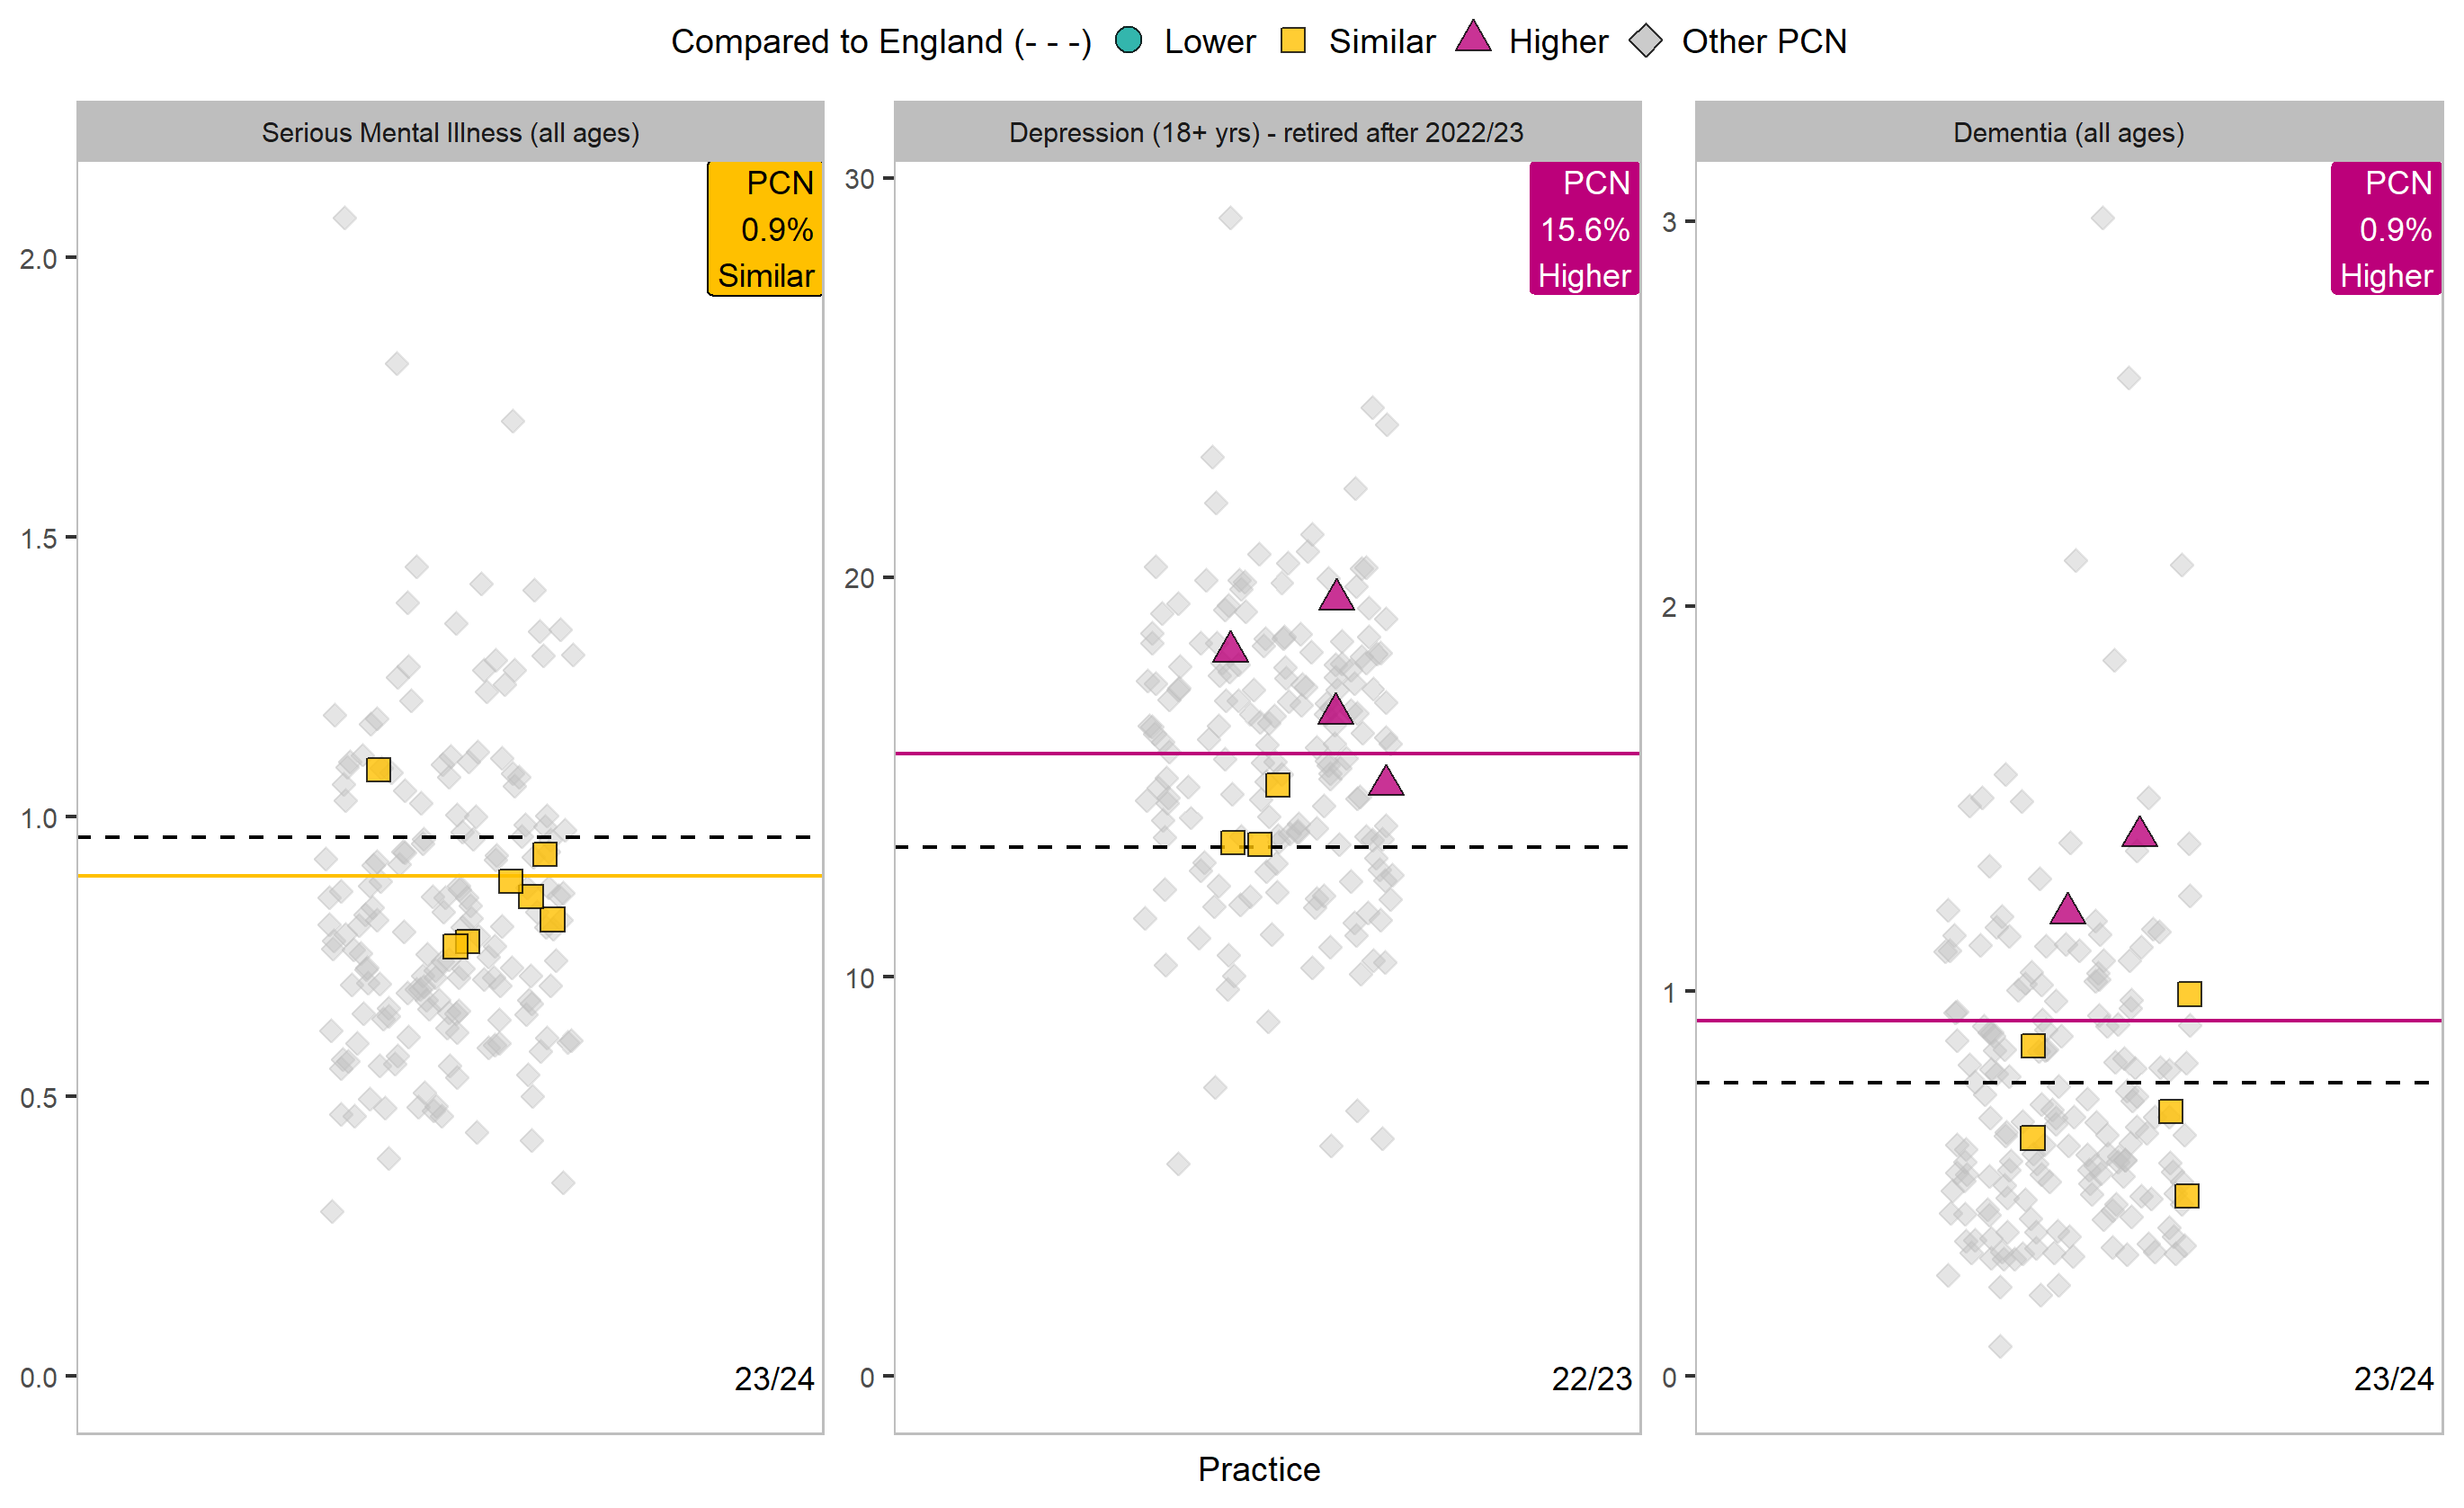 Compared to England (- - -) Lower Similar Higher Other PCN
Serious Mental Illness (all ages)
PCN
0.9%
Similar
2.0
1.5
1.0
0.5
0.0
23/24
Depression (18+ yrs) - retired after 2022/23
PCN
15.6%
Higher
30
20
10
0
22/23
Dementia (all ages)
PCN
0.9%
Higher
3
2
1
0
23/24
Practice